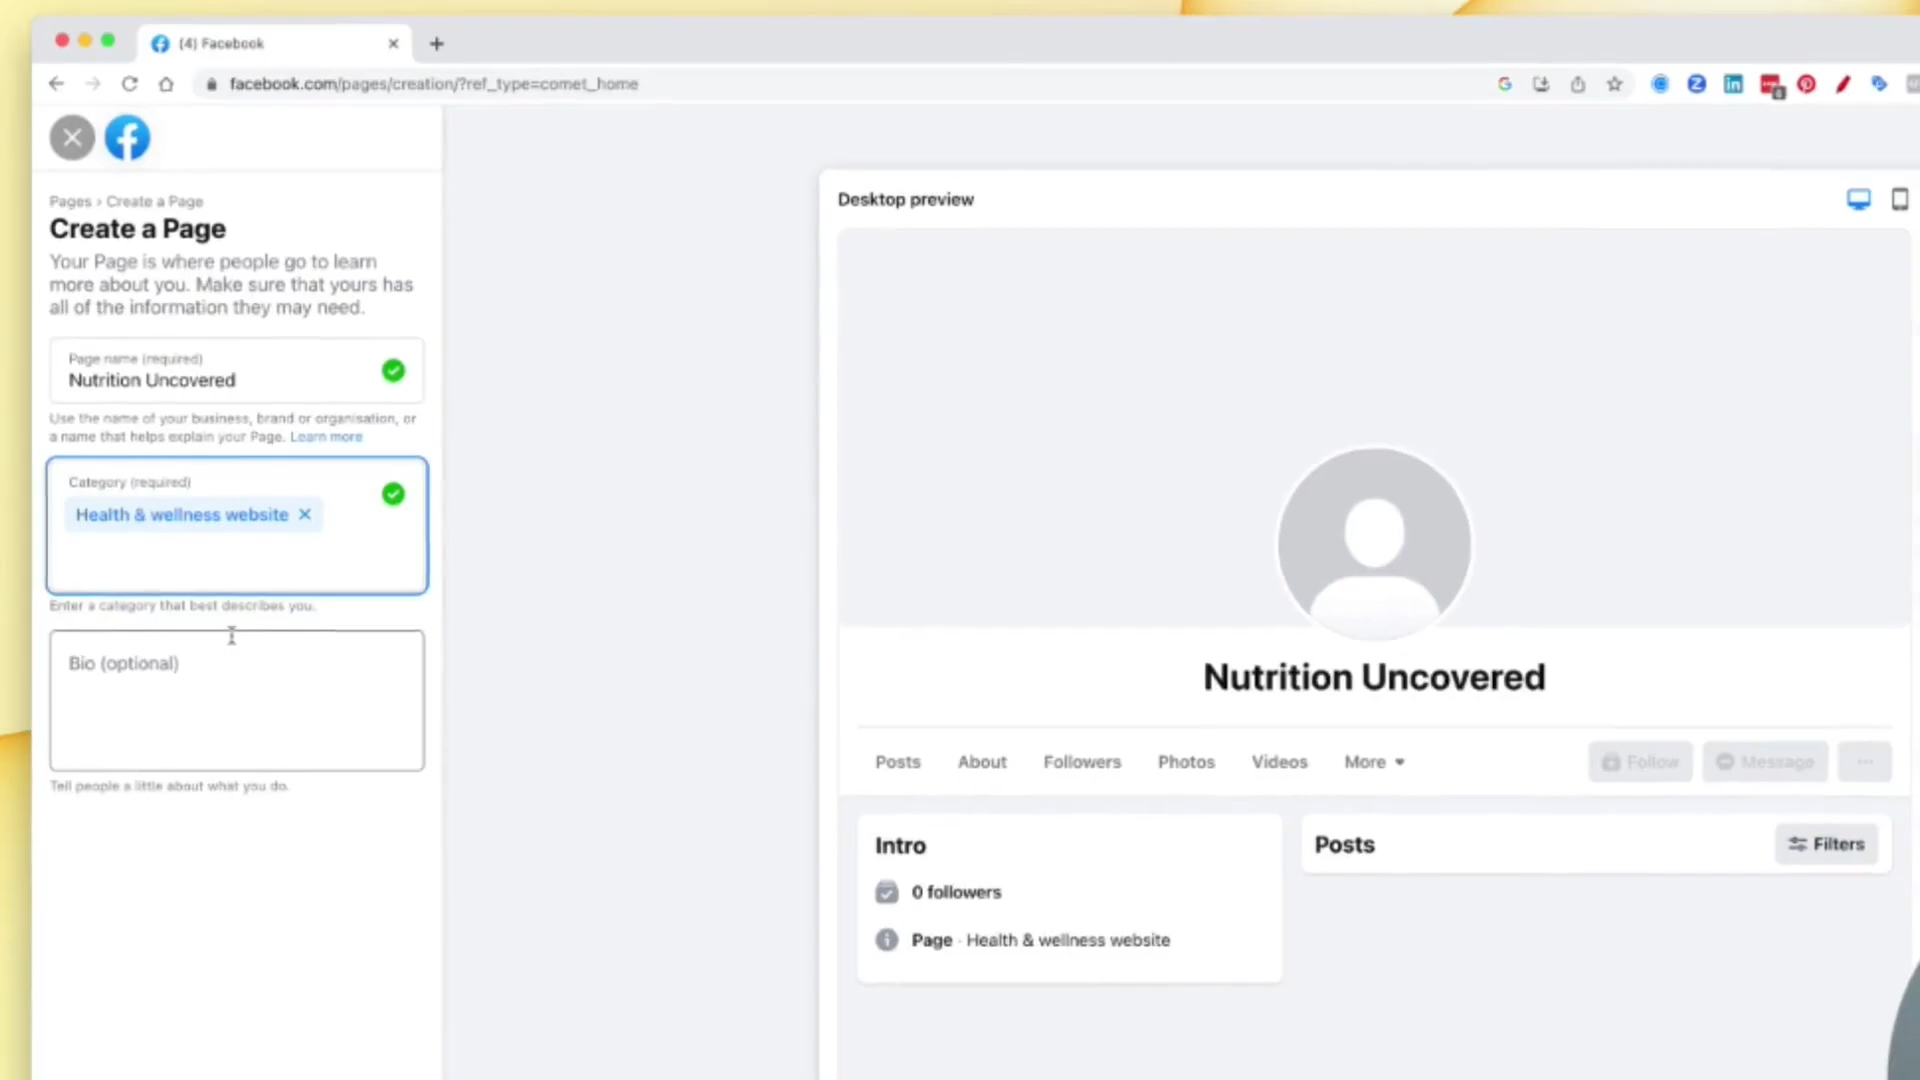 (4) Facebook
facebook.com/pages/creation/?ref_type=comet_home
Pages › Create a Page
Create a Page
Your Page is where people go to learn
more about you. Make sure that yours has
all of the information they may need.
Page name (required)
Nutrition Uncovered
Use the name of your business, brand or organisation, or
a name that helps explain your Page. Learn more
Category (required)
Health & wellness website
Enter a category that best describes you.
Bio (optional)
Tell people a little about what you do.
Desktop preview
Nutrition Uncovered
Posts About Followers Photos Videos More
Follow Message ...
Intro
0 followers
Page · Health & wellness website
Posts
Filters